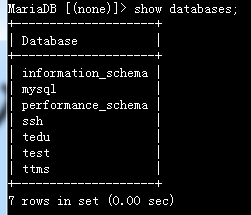 MariaDB [(none)]> show databases;
+--------------------+
| Database           |
+--------------------+
| information_schema |
| mysql              |
| performance_schema |
| ssh                |
| tedu               |
| test               |
| ttms               |
+--------------------+
7 rows in set (0.00 sec)